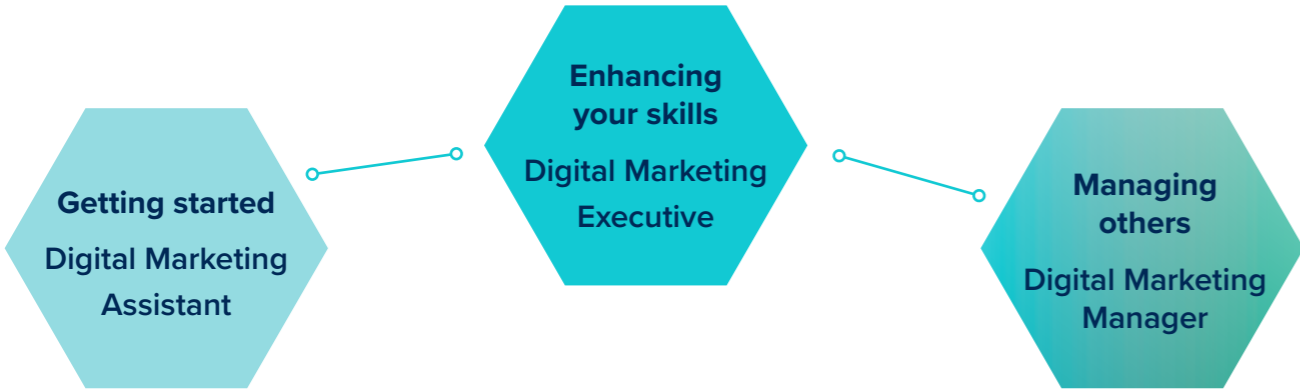 Getting started
Digital Marketing
Assistant
Enhancing
your skills
Digital Marketing
Executive
Managing
others
Digital Marketing
Manager